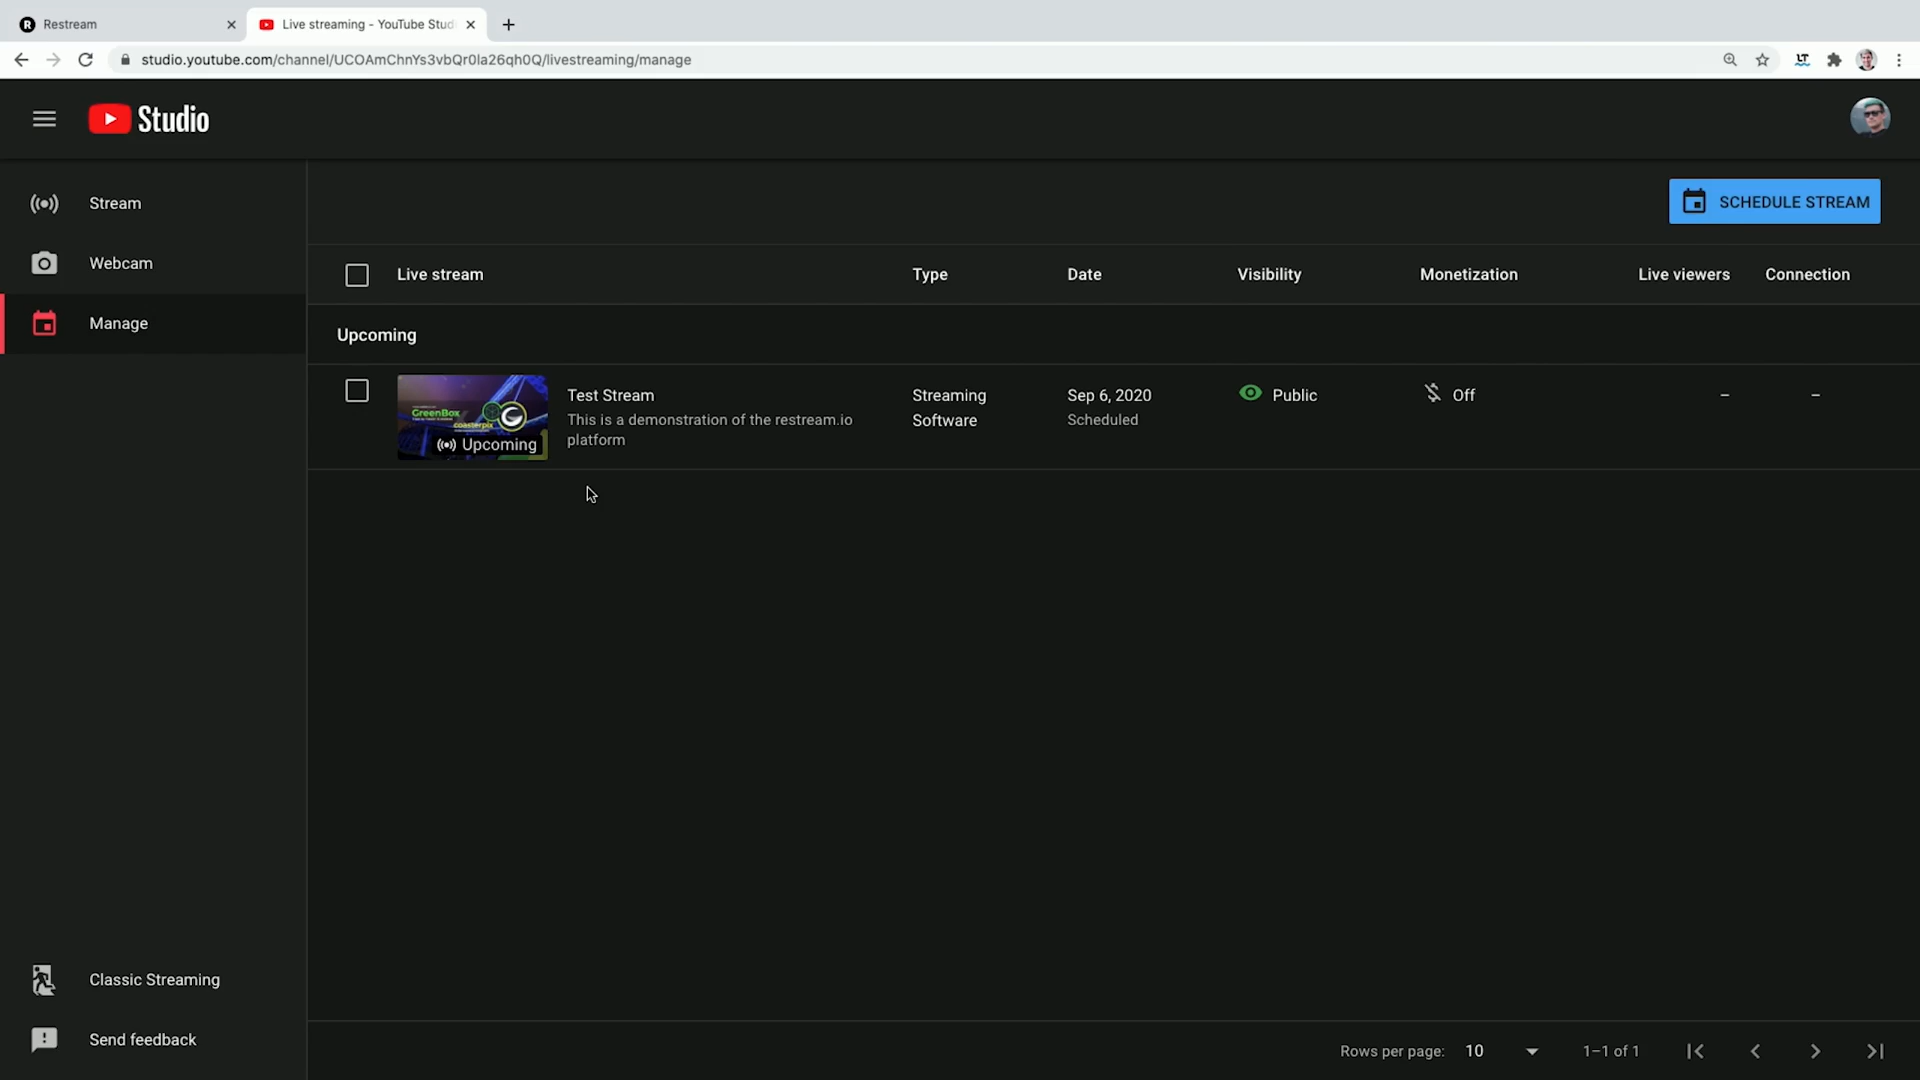 Restream
Live streaming - YouTube Stud
studio.youtube.com/channel/UCOAmChnYs3vbQr0la26qh0Q/livestreaming/manage
Studio
Stream
Webcam
Manage
Classic Streaming
Send feedback
SCHEDULE STREAM
Live stream Type Date Visibility Monetization Live viewers Connection
Upcoming
GreenBox
coasterpix
Upcoming
Test Stream
This is a demonstration of the restream.io
platform
Streaming
Software
Sep 6, 2020
Scheduled
Public
Off
–
–
Rows per page: 10 1–1 of 1